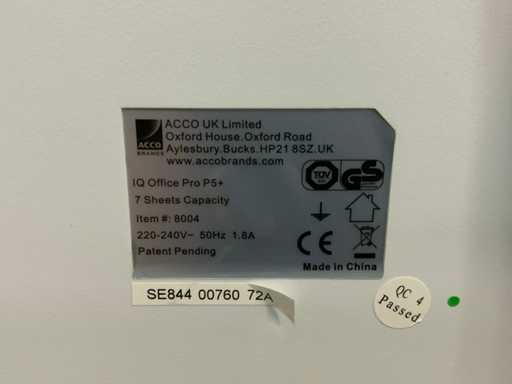 ACCO UK Limited
Oxford House.Oxford Road
Aylesbury.Bucks.HP21 8SZ.UK
www.accobrands.com
ACCO
BRANDS
IQ Office Pro P5+
7 Sheets Capacity
Item #: 8004
220-240V~ 50Hz 1.8A
Patent Pending
TÜV
GS
CE
Made in China
SE844 00760 72A
QC 4
Passed